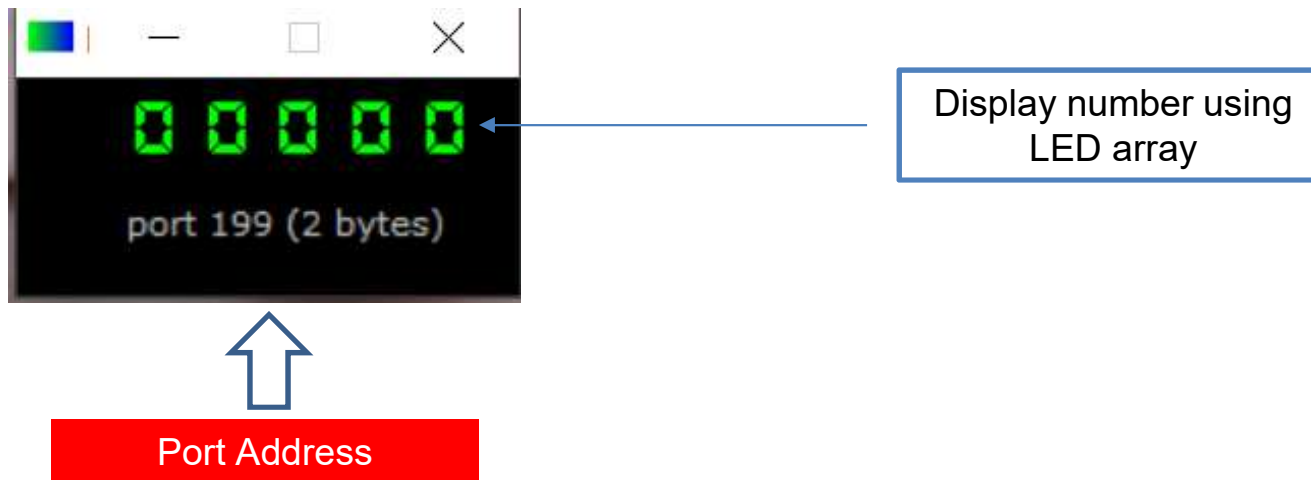 00000
Display number using
LED array
port 199 (2 bytes)
Port Address